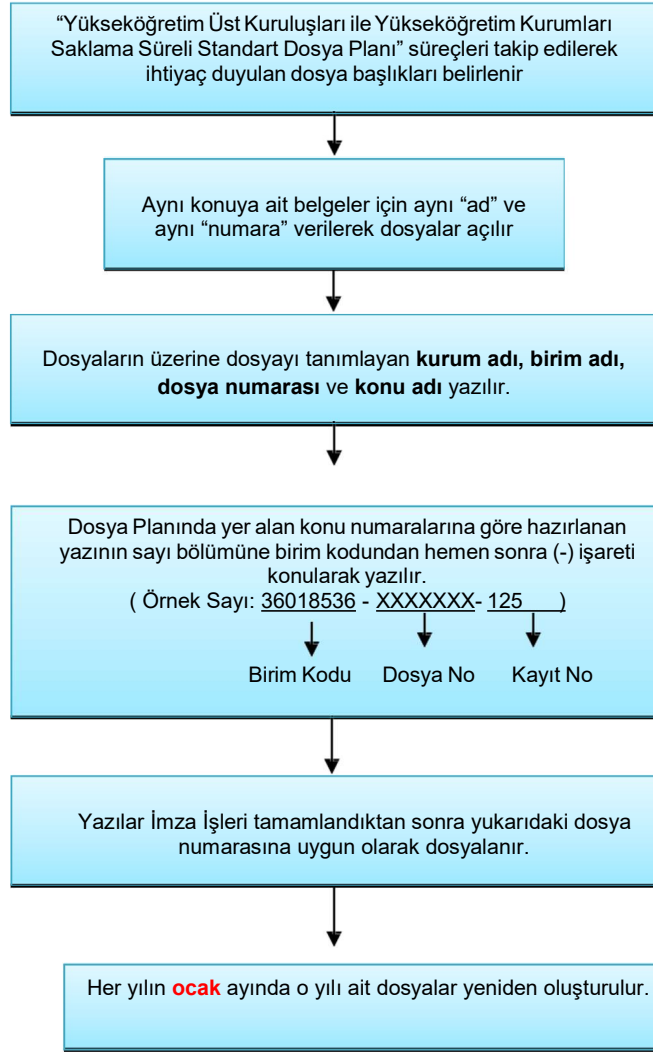 “Yükseköğretim Üst Kuruluşları ile Yükseköğretim Kurumları
Saklama Süreli Standart Dosya Planı” süreçleri takip edilerek
ihtiyaç duyulan dosya başlıkları belirlenir
Aynı konuya ait belgeler için aynı “ad” ve
aynı “numara” verilerek dosyalar açılır
Dosyaların üzerine dosyayı tanımlayan kurum adı, birim adı,
dosya numarası ve konu adı yazılır.
Dosya Planında yer alan konu numaralarına göre hazırlanan
yazının sayı bölümüne birim kodundan hemen sonra (-) işareti
konularak yazılır.
( Örnek Sayı: 36018536 - XXXXXXX- 125 )
Birim Kodu Dosya No Kayıt No
Yazılar İmza İşleri tamamlandıktan sonra yukarıdaki dosya
numarasına uygun olarak dosyalanır.
Her yılın ocak ayında o yılı ait dosyalar yeniden oluşturulur.